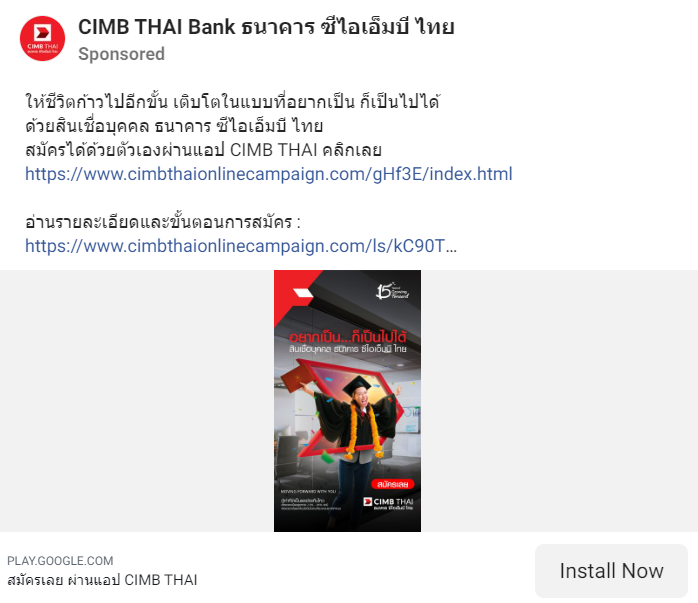 CIMB THAI Bank ธนาคาร ซีไอเอ็มบี ไทย
Sponsored
CIMB THAI
ให้ชีวิตก้าวไปอีกขั้น เติบโตในแบบที่อยากเป็น ก็เป็นไปได้
ด้วยสินเชื่อบุคคล ธนาคาร ซีไอเอ็มบี ไทย
สมัครได้ด้วยตัวเองผ่านแอป CIMB THAI คลิกเลย
https://www.cimbthaionlinecampaign.com/gHf3E/index.html
อ่านรายละเอียดและขั้นตอนการสมัคร :
https://www.cimbthaionlinecampaign.com/ls/kC90T…
15
อยากเป็น...ก็เป็นไปได้
สินเชื่อบุคคล ธนาคาร ซีไอเอ็มบี ไทย
สมัครเลย
MOVING FORWARD WITH YOU
CIMB THAI
ธนาคาร ซีไอเอ็มบี ไทย
PLAY.GOOGLE.COM
สมัครเลย ผ่านแอป CIMB THAI
Install Now